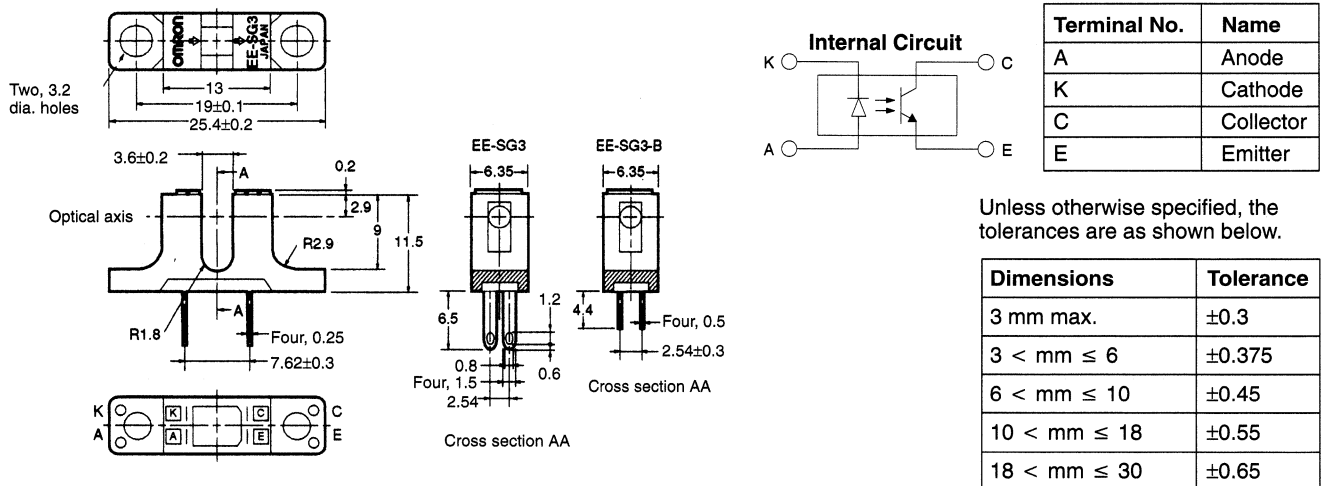 OMRON
EE-SG3
JAPAN
Two, 3.2
dia. holes
13
19±0.1
25.4±0.2
3.6±0.2
A
0.2
2.9
Optical axis
9
11.5
R2.9
A
R1.8
Four, 0.25
7.62±0.3
K
A
K
A
C
E
C
E
EE-SG3
6.35
6.5
1.2
0.8
0.6
Four, 1.5
2.54
Cross section AA
EE-SG3-B
6.35
4.4
Four, 0.5
2.54±0.3
Cross section AA
Internal Circuit
K
C
A
E
Terminal No. Name
A Anode
K Cathode
C Collector
E Emitter
Unless otherwise specified, the
tolerances are as shown below.
Dimensions Tolerance
3 mm max. ±0.3
3 < mm ≤ 6 ±0.375
6 < mm ≤ 10 ±0.45
10 < mm ≤ 18 ±0.55
18 < mm ≤ 30 ±0.65